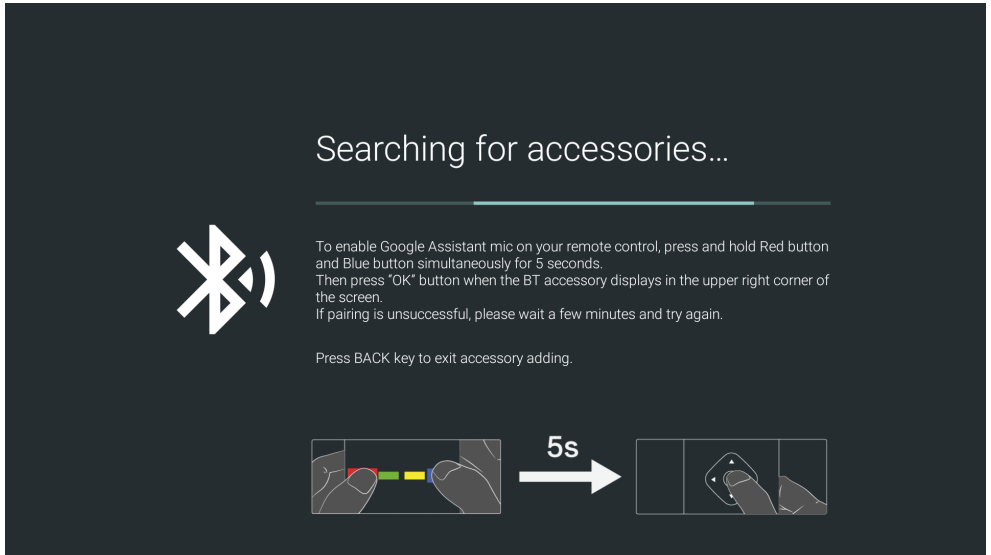 Searching for accessories...
To enable Google Assistant mic on your remote control, press and hold Red button
and Blue button simultaneously for 5 seconds.
Then press “OK” button when the BT accessory displays in the upper right corner of
the screen.
If pairing is unsuccessful, please wait a few minutes and try again.
Press BACK key to exit accessory adding.
5s